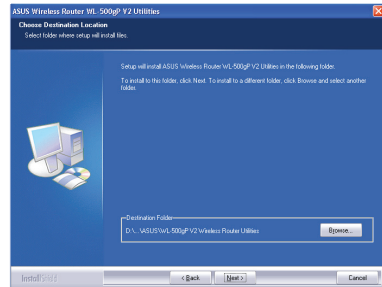 ASUS Wireless Router WL-500gP V2 Utilities
Choose Destination Location
Select folder where setup will install files.
Setup will install ASUS Wireless Router WL-500gP V2 Utilities in the following folder.
To install to this folder, click Next. To install to a different folder, click Browse and select another
folder.
Destination Folder
D:\...\ASUS\WL-500gP V2 Wireless Router Utilities
Browse...
InstallShield
< Back
Next >
Cancel